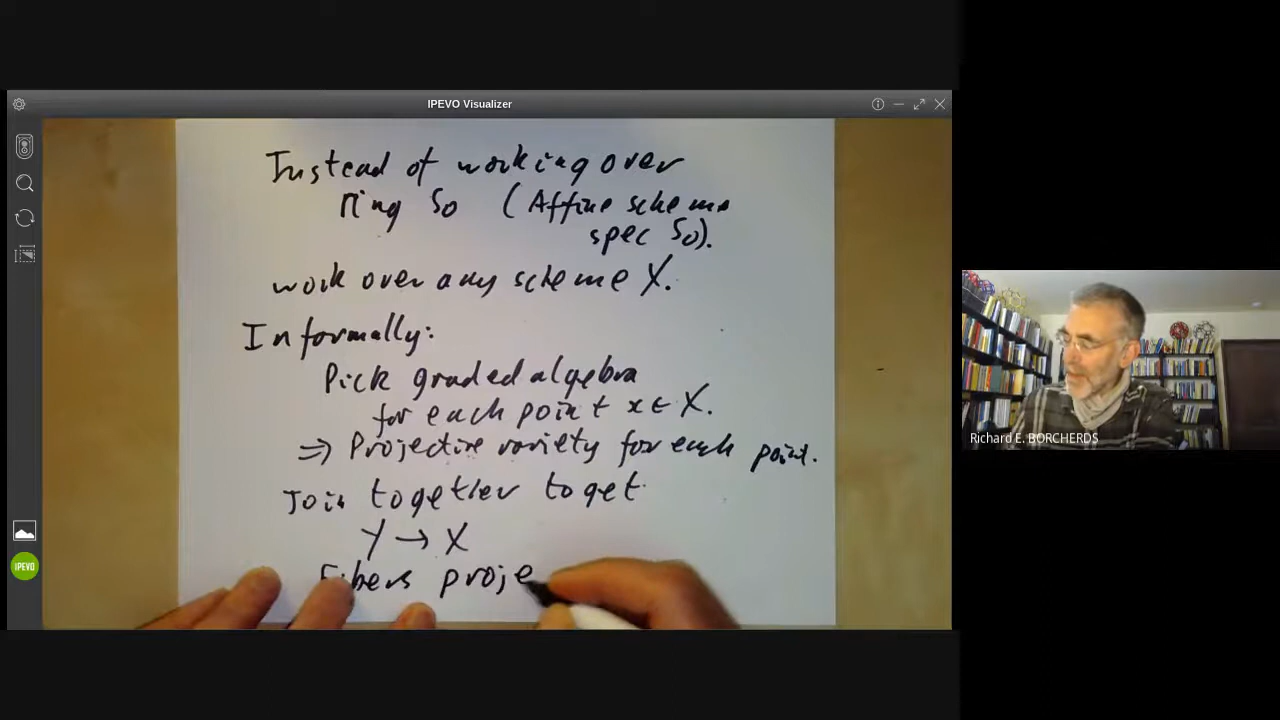 IPEVO Visualizer
Instead of working over
ring S0 (Affine scheme
spec S0).
work over any scheme X.
Informally:
Pick graded algebra
for each point x ∈ X.
⇒ Projective variety for each point.
Join together to get
Y → X
Fibers proje
IPEVO
Richard E. BORCHERDS